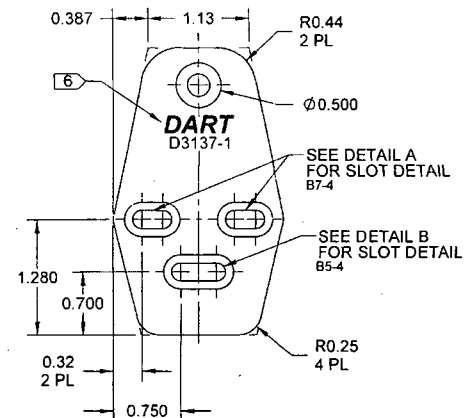 0.387
1.13
R0.44
2 PL
6
Ø0.500
DART
D3137-1
SEE DETAIL A
FOR SLOT DETAIL
B7-4
SEE DETAIL B
FOR SLOT DETAIL
B5-4
1.280
0.700
0.32
2 PL
R0.25
4 PL
0.750